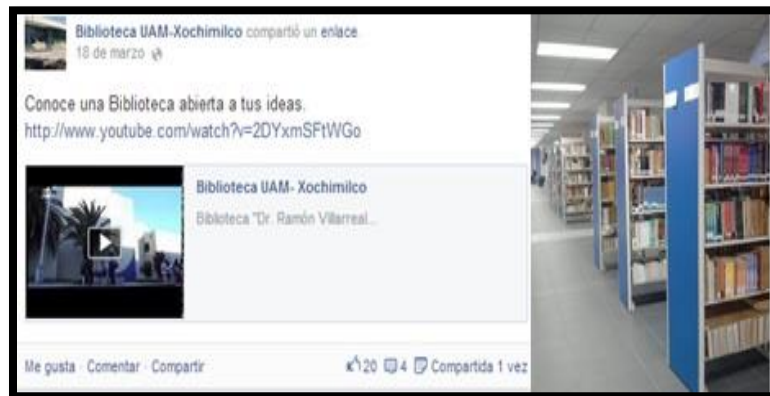 Biblioteca UAM-Xochimilco compartió un enlace.
18 de marzo
Conoce una Biblioteca abierta a tus ideas.
http://www.youtube.com/watch?v=2DYxmSFtWGo
Biblioteca UAM- Xochimilco
Biblioteca "Dr. Ramón Villarreal...
Me gusta · Comentar · Compartir
20 4 Compartida 1 vez